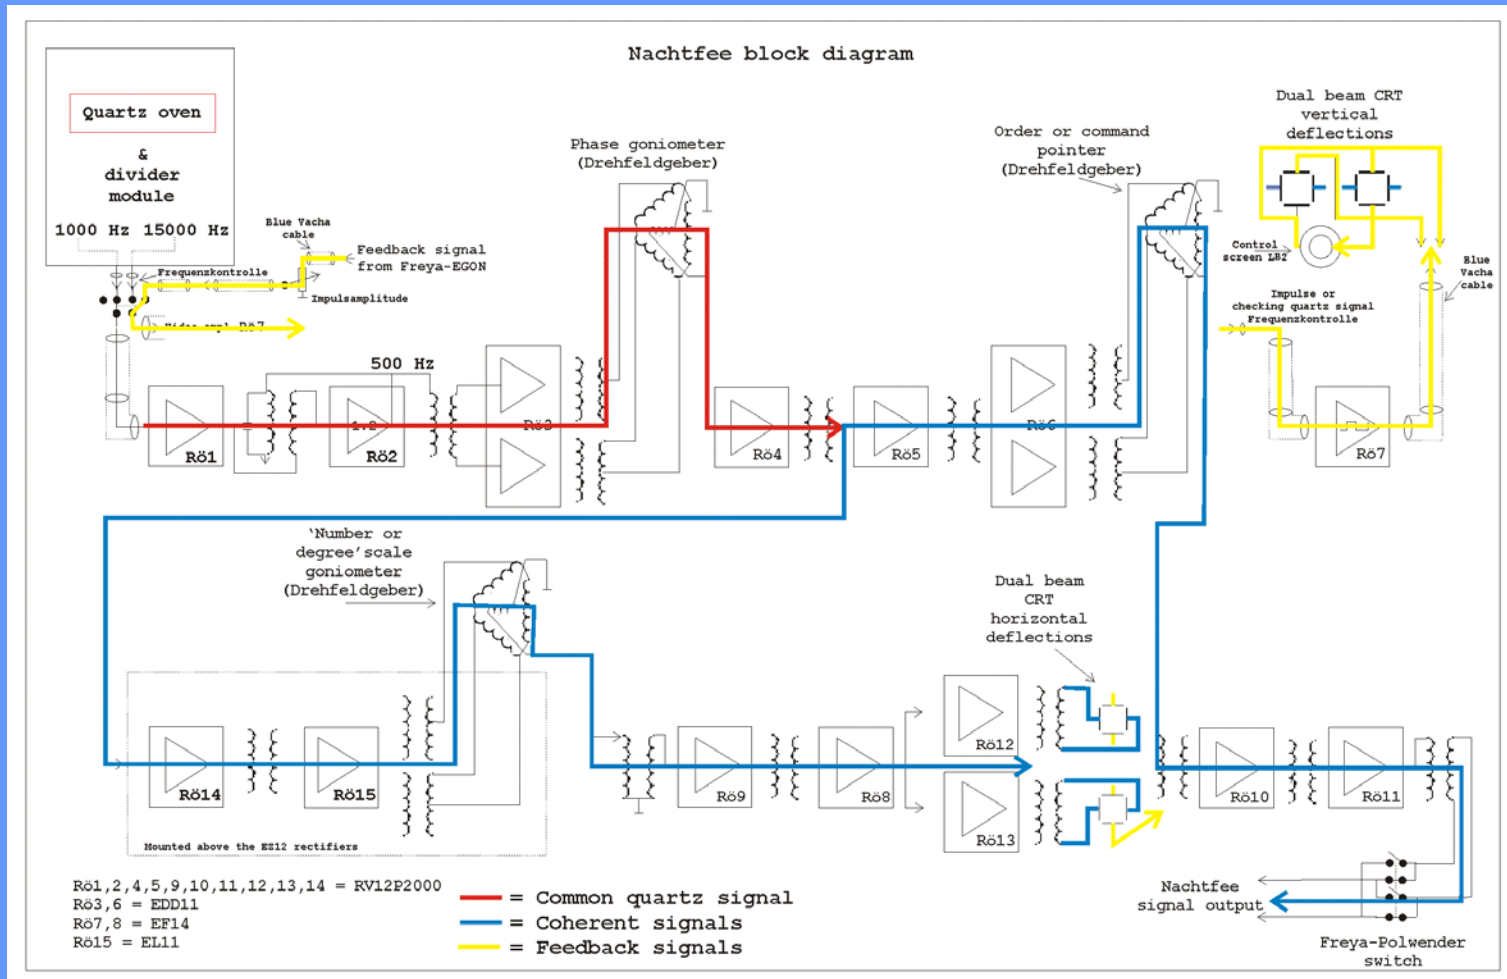 Nachtfee block diagram
Quartz oven
&
divider
module
1000 Hz 15000 Hz
Frequenzkontrolle
Blue Vacha
cable
Feedback signal
from Freya-EGON
Impulsamplitude
Rö7
500 Hz
Phase goniometer
(Drehfeldgeber)
Order or command
pointer
(Drehfeldgeber)
Dual beam CRT
vertical
deflections
Control
screen LB2
Blue
Vacha
cable
Impulse or
checking quartz signal
Frequenzkontrolle
Rö1
Rö2
Rö3
Rö4
Rö5
Rö6
Rö7
‘Number or
degree’scale
goniometer
(Drehfeldgeber)
Dual beam
CRT
horizontal
deflections
Rö14
Rö15
Rö9
Rö8
Rö12
Rö13
Rö10
Rö11
Mounted above the EZ12 rectifiers
Rö1,2,4,5,9,10,11,12,13,14 = RV12P2000
Rö3,6 = EDD11
Rö7,8 = EF14
Rö15 = EL11
= Common quartz signal
= Coherent signals
= Feedback signals
Nachtfee
signal output
Freya-Polwender
switch